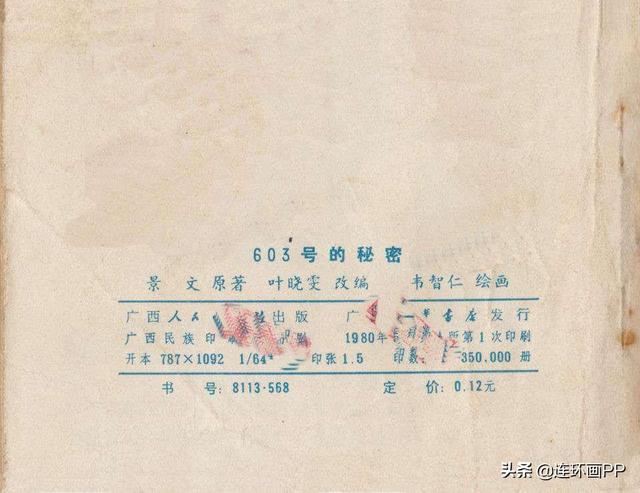 603号的秘密
景 文 原著 叶晓雯 改编 韦智仁 绘画
广西人民 出版 广 华书店发行
广西民族印 1980年 第1次印刷
开本 787×1092 1/64 印张 1.5 印数 350,000 册
书 号: 8113·568 定 价: 0.12元
头条 @连环画PP